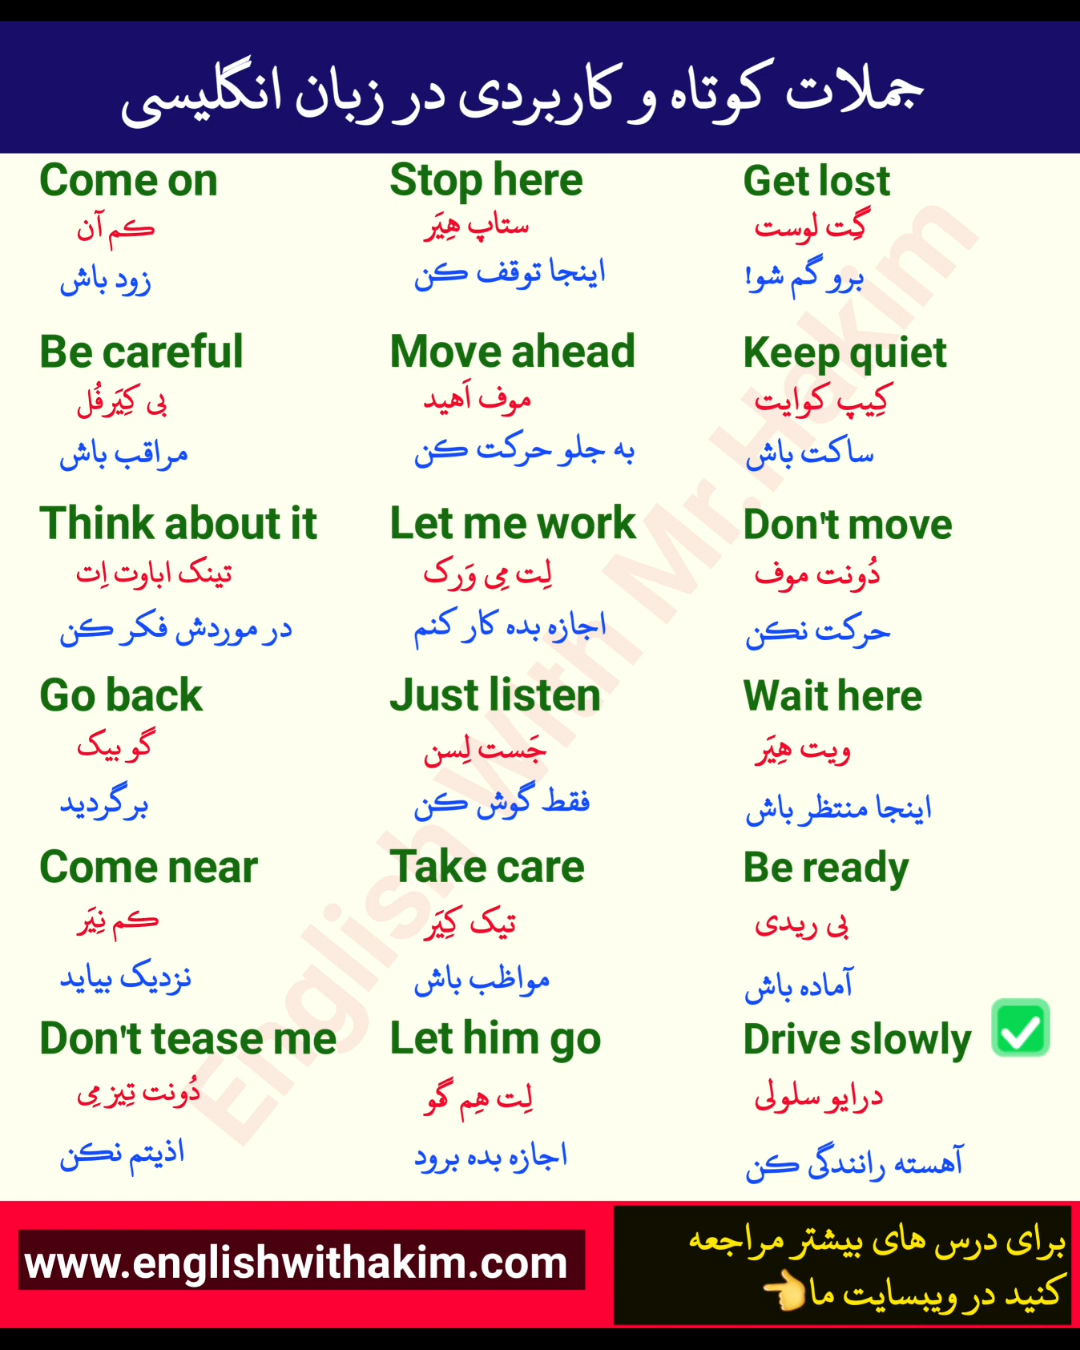 جملات کوتاه و کاربردی در زبان انگلیسی
Come on
کم آن
زود باش
Stop here
ستاپ هِیَر
اینجا توقف کن
Get lost
گِت لوست
برو گم شو!
Be careful
بی کِیَرفُل
مراقب باش
Move ahead
موف اَهید
به جلو حرکت کن
Keep quiet
کِیپ کوایت
ساکت باش
Think about it
تینک اباوت اِت
در موردش فکر کن
Let me work
لِت مِی وَرک
اجازه بده کار کنم
Don't move
دُونت موف
حرکت نکن
Go back
گو بیک
برگردید
Just listen
جَست لِسن
فقط گوش کن
Wait here
ویت هِیَر
اینجا منتظر باش
Come near
کم نِیَر
نزدیک بیاید
Take care
تیک کِیَر
مواظب باش
Be ready
بی ریدی
آماده باش
Don't tease me
دُونت تِیز مِی
اذیتم نکن
Let him go
لِت هِم گو
اجازه بده برود
Drive slowly
درایو سلولی
آهسته رانندگی کن
English With Mr.Hakim
www.englishwithakim.com
برای درس های بیشتر مراجعه
کنید در ویبسایت ما